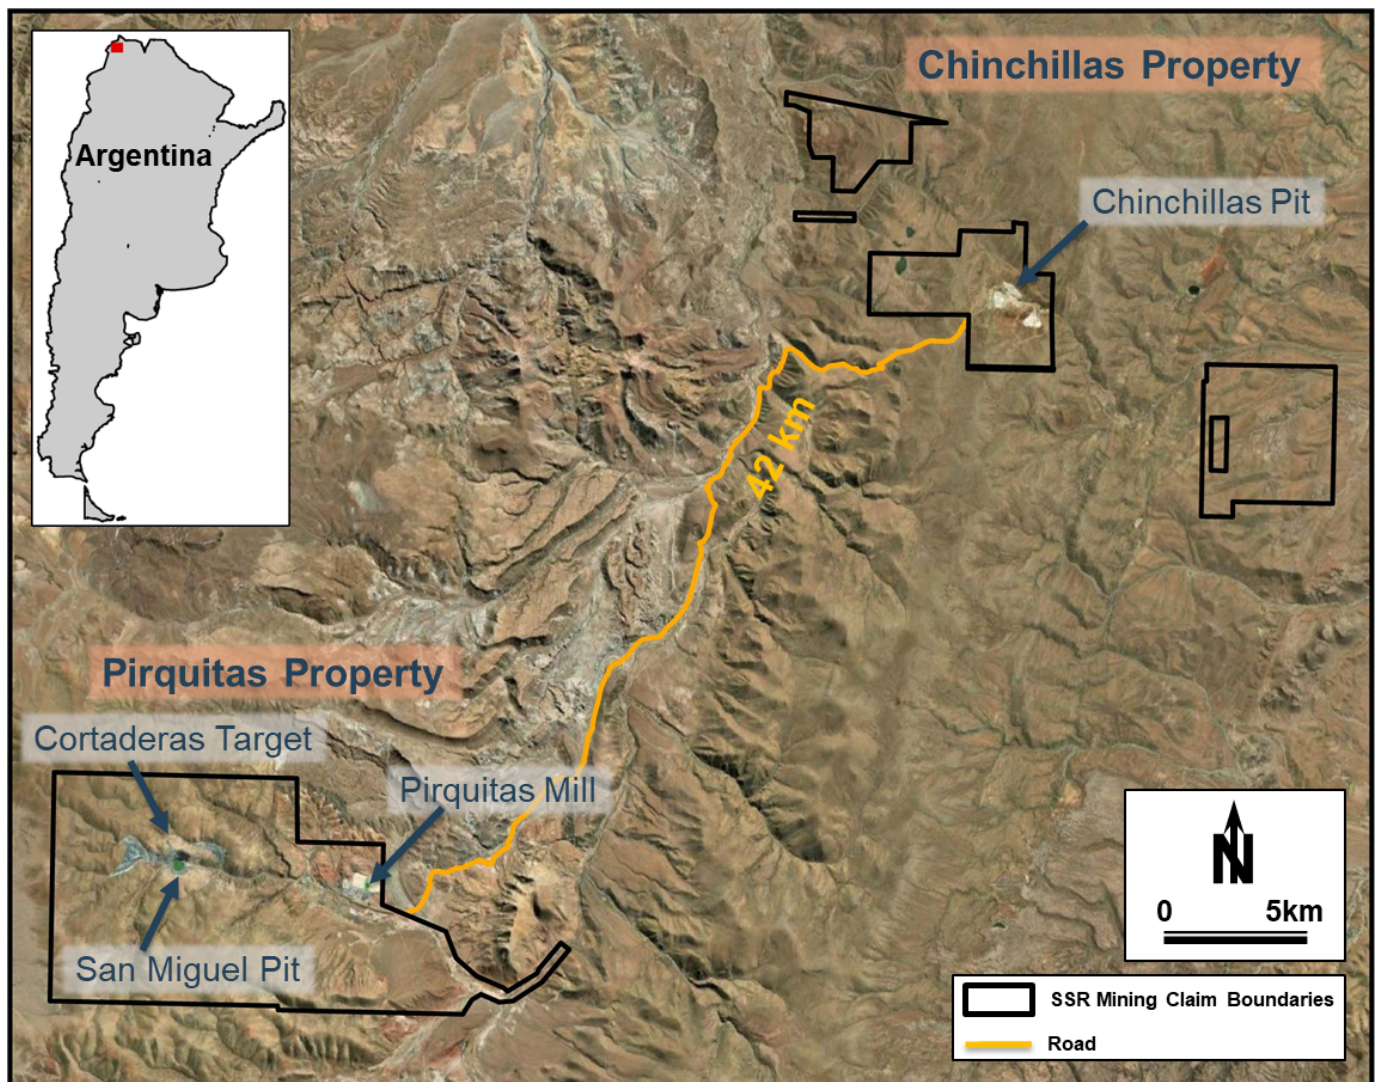 Chinchillas Property
Argentina
Chinchillas Pit
42 km
Pirquitas Property
Cortaderas Target
Pirquitas Mill
San Miguel Pit
N
0 5km
SSR Mining Claim Boundaries
Road